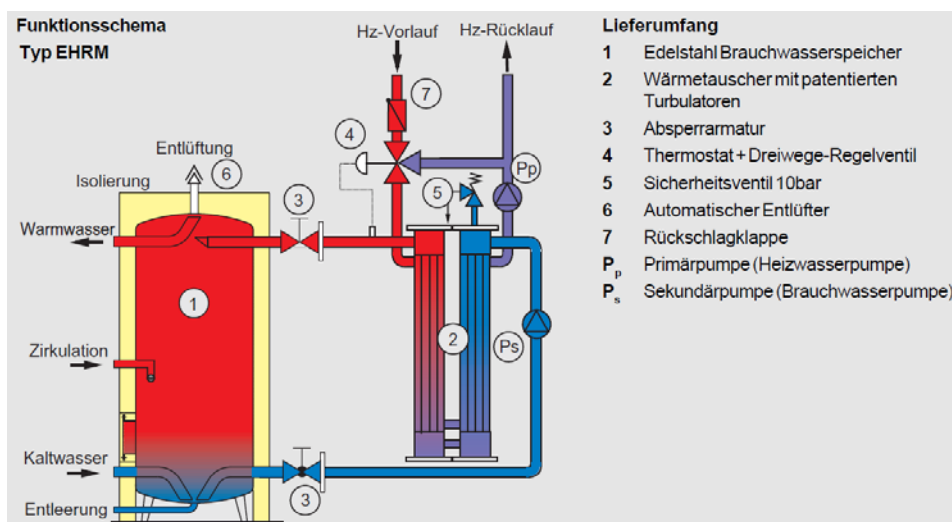 Funktionsschema
Typ EHRM
Hz-Vorlauf
Hz-Rücklauf
7
4
Entlüftung
6
Isolierung
3
5
Pp
Warmwasser
1
2
Ps
Zirkulation
Kaltwasser
3
Entleerung
Lieferumfang
1 Edelstahl Brauchwasserspeicher
2 Wärmetauscher mit patentierten
Turbulatoren
3 Absperrarmatur
4 Thermostat + Dreiwege-Regelventil
5 Sicherheitsventil 10bar
6 Automatischer Entlüfter
7 Rückschlagklappe
Pp Primärpumpe (Heizwasserpumpe)
Ps Sekundärpumpe (Brauchwasserpumpe)